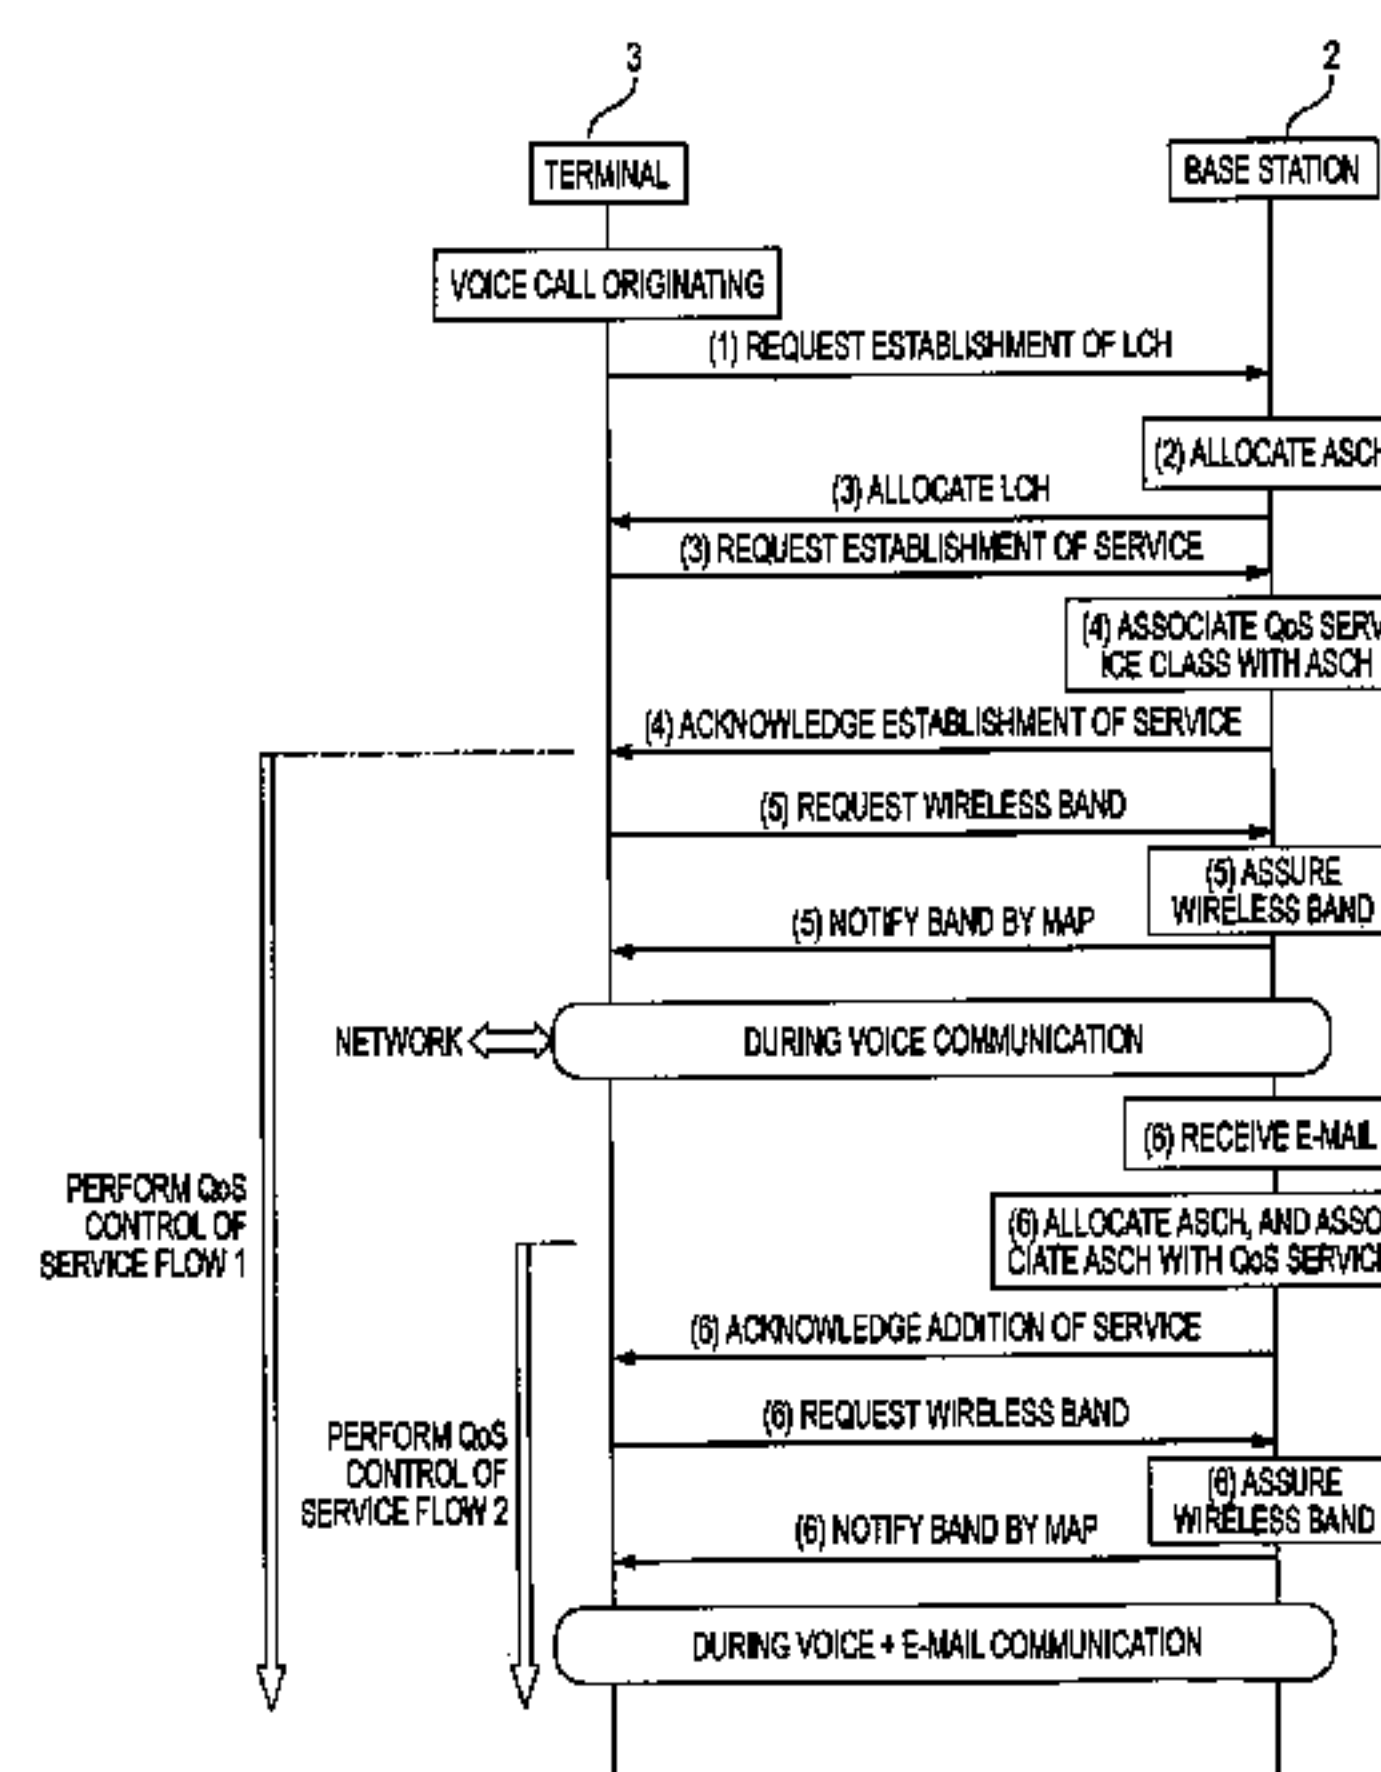 3
2
TERMINAL
BASE STATION
VOICE CALL ORIGINATING
(1) REQUEST ESTABLISHMENT OF LCH
(2) ALLOCATE ASCH
(3) ALLOCATE LCH
(3) REQUEST ESTABLISHMENT OF SERVICE
(4) ASSOCIATE QoS SERV
ICE CLASS WITH ASCH
(4) ACKNOWLEDGE ESTABLISHMENT OF SERVICE
(5) REQUEST WIRELESS BAND
(5) ASSURE
WIRELESS BAND
(5) NOTIFY BAND BY MAP
NETWORK
DURING VOICE COMMUNICATION
(6) RECEIVE E-MAIL
PERFORM QoS
CONTROL OF
SERVICE FLOW 1
(6) ALLOCATE ASCH, AND ASSO
CIATE ASCH WITH QoS SERVICE
(6) ACKNOWLEDGE ADDITION OF SERVICE
(6) REQUEST WIRELESS BAND
PERFORM QoS
CONTROL OF
SERVICE FLOW 2
(6) ASSURE
WIRELESS BAND
(6) NOTIFY BAND BY MAP
DURING VOICE + E-MAIL COMMUNICATION